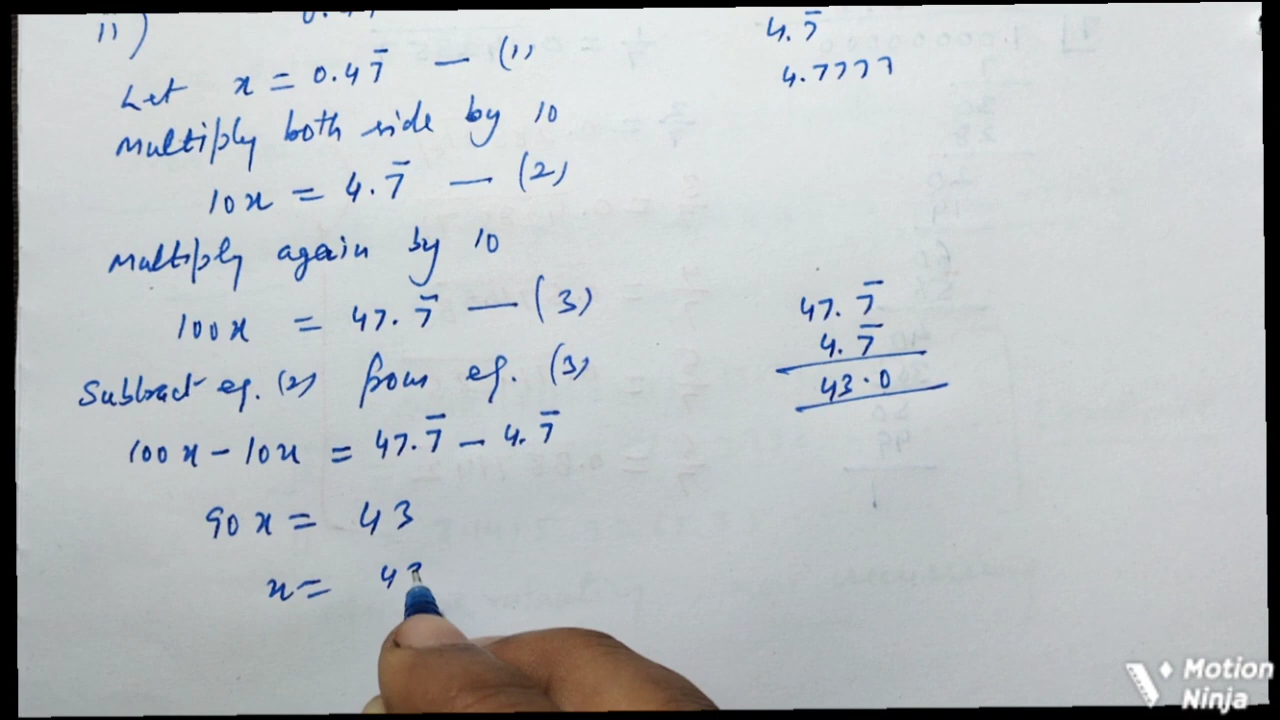 ii)
Let x = 0.47̄ — (1)
Multiply both side by 10
10x = 4.7̄ — (2)
Multiply again by 10
100x = 47.7̄ — (3)
Subtract eq. (2) from eq. (3)
100x - 10x = 47.7̄ - 4.7̄
90x = 43
x = 43
4.7̄
4.7777
47.7̄
4.7̄
43.0
Motion
Ninja